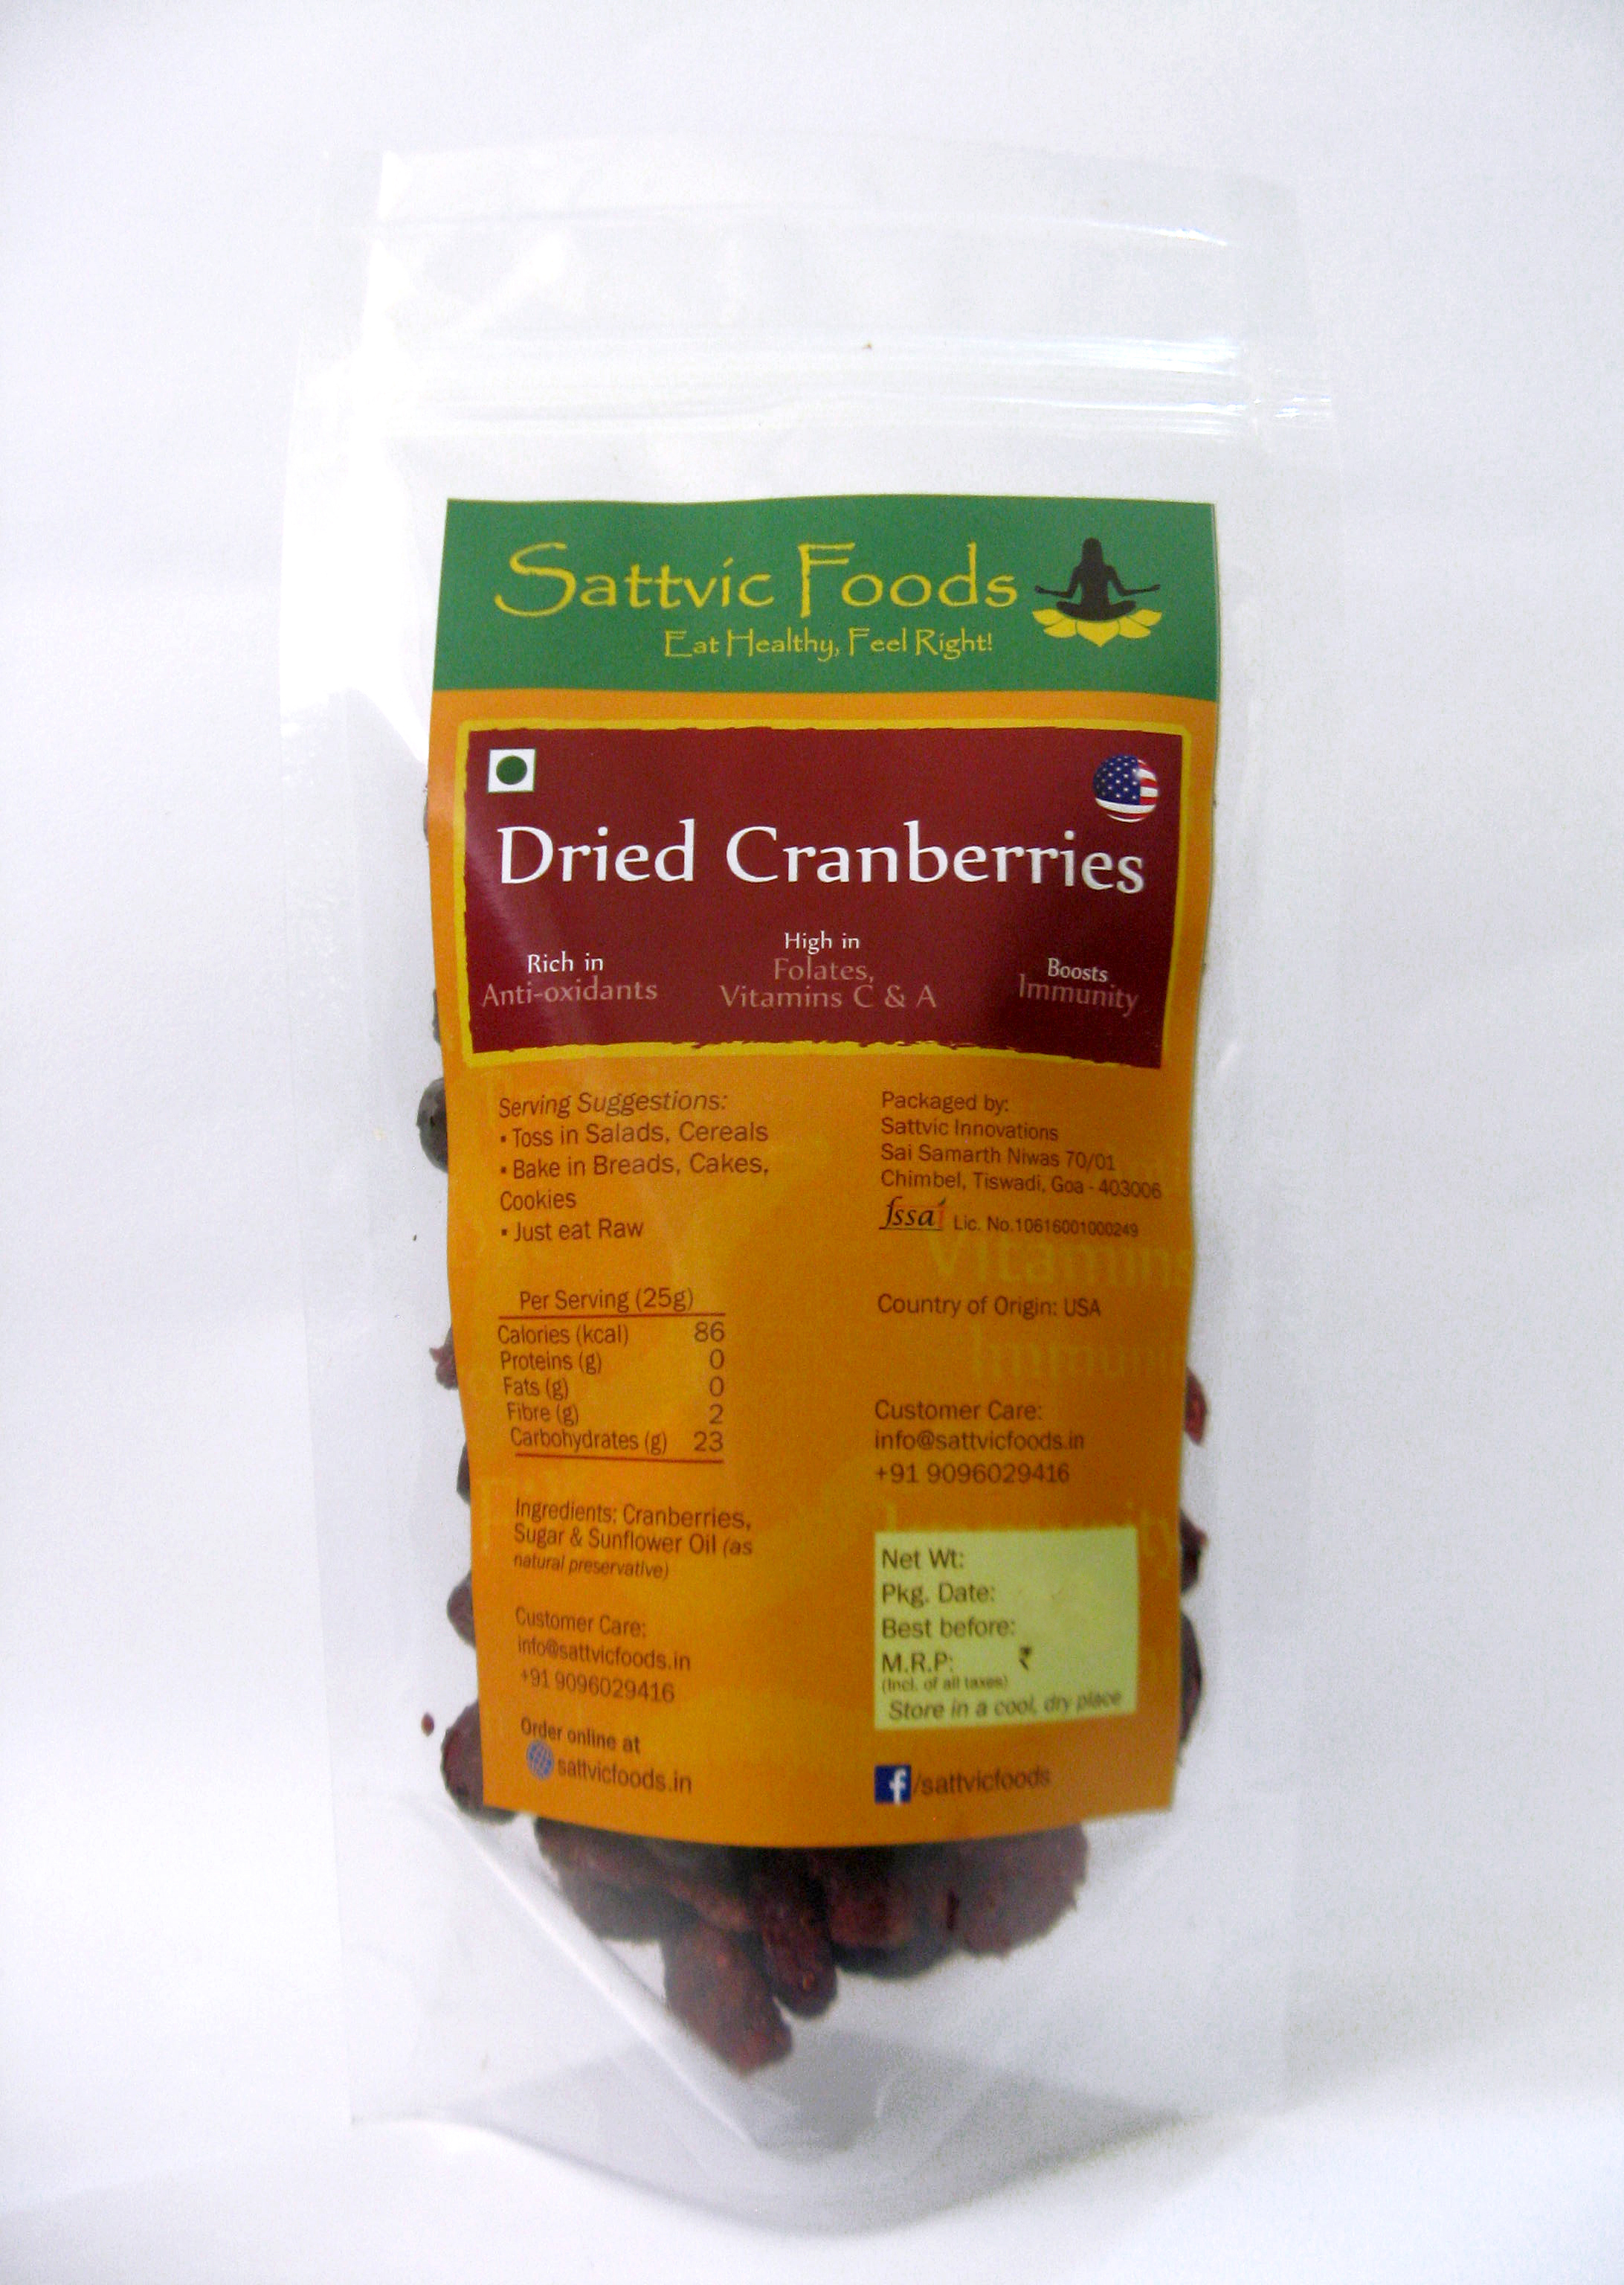 Sattvic Foods
Eat Healthy, Feel Right!
Dried Cranberries
Rich in
Anti-oxidants
High in
Folates,
Vitamins C & A
Boosts
Immunity
Serving Suggestions:
▪ Toss in Salads, Cereals
▪ Bake in Breads, Cakes,
Cookies
▪ Just eat Raw
Per Serving (25g)
Calories (kcal) 86
Proteins (g) 0
Fats (g) 0
Fibre (g) 2
Carbohydrates (g) 23
Ingredients: Cranberries,
Sugar & Sunflower Oil (as
natural preservative)
Customer Care:
info@sattvicfoods.in
+91 9096029416
Order online at
sattvicfoods.in
Packaged by:
Sattvic Innovations
Sai Samarth Niwas 70/01
Chimbel, Tiswadi, Goa - 403006
fssai Lic. No.10616001000249
Vitamins
Country of Origin: USA
Customer Care:
info@sattvicfoods.in
+91 9096029416
Net Wt:
Pkg. Date:
Best before:
M.R.P: ₹
(Incl. of all taxes)
Store in a cool, dry place
f/sattvicfoods